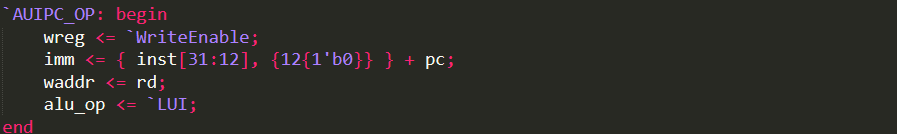 `AUIPC_OP: begin
    wreg <= `WriteEnable;
    imm <= { inst[31:12], {12{1'b0}} } + pc;
    waddr <= rd;
    alu_op <= `LUI;
end